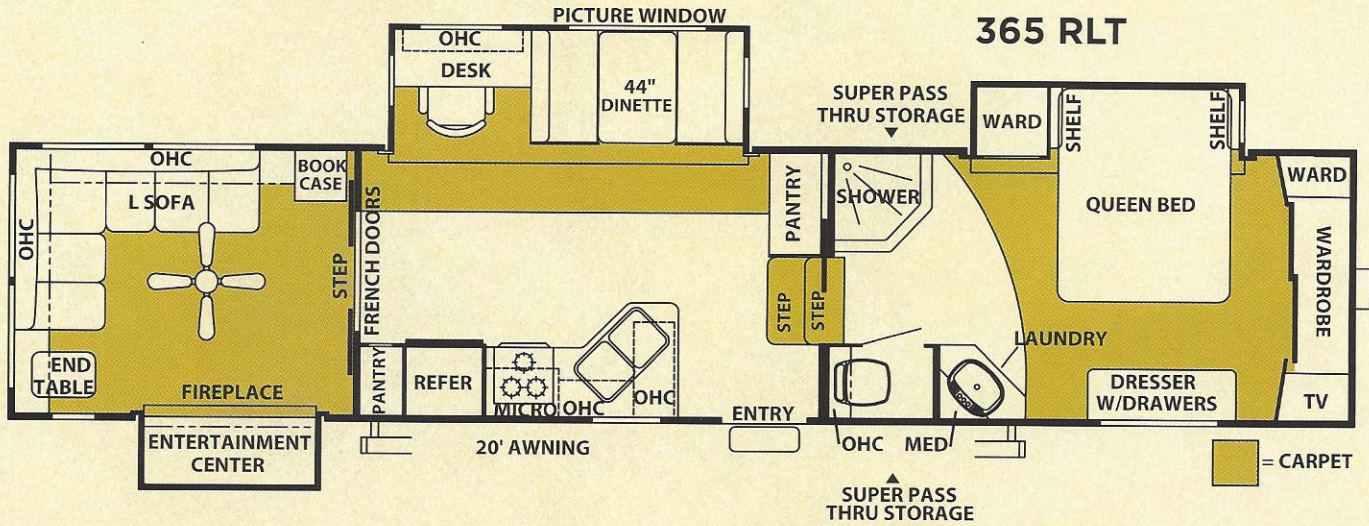 365 RLT
PICTURE WINDOW
OHC
DESK
44"
DINETTE
SUPER PASS
THRU STORAGE
WARD
SHELF
SHELF
QUEEN BED
WARD
WARDROBE
TV
OHC
BOOK
CASE
L SOFA
OHC
STEP
FRENCH DOORS
PANTRY
SHOWER
STEP
STEP
LAUNDRY
DRESSER
W/DRAWERS
END
TABLE
FIREPLACE
ENTERTAINMENT
CENTER
PANTRY
REFER
MICRO
OHC
OHC
ENTRY
20' AWNING
OHC
MED
SUPER PASS
THRU STORAGE
= CARPET